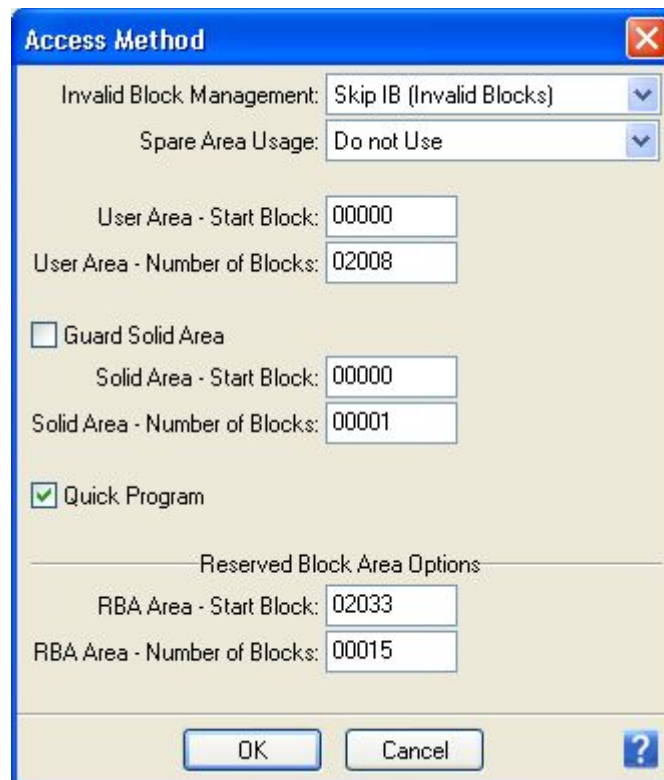 Access Method
Invalid Block Management: Skip IB (Invalid Blocks)
Spare Area Usage: Do not Use
User Area - Start Block: 00000
User Area - Number of Blocks: 02008
Guard Solid Area
Solid Area - Start Block: 00000
Solid Area - Number of Blocks: 00001
Quick Program
Reserved Block Area Options
RBA Area - Start Block: 02033
RBA Area - Number of Blocks: 00015
OK Cancel ?